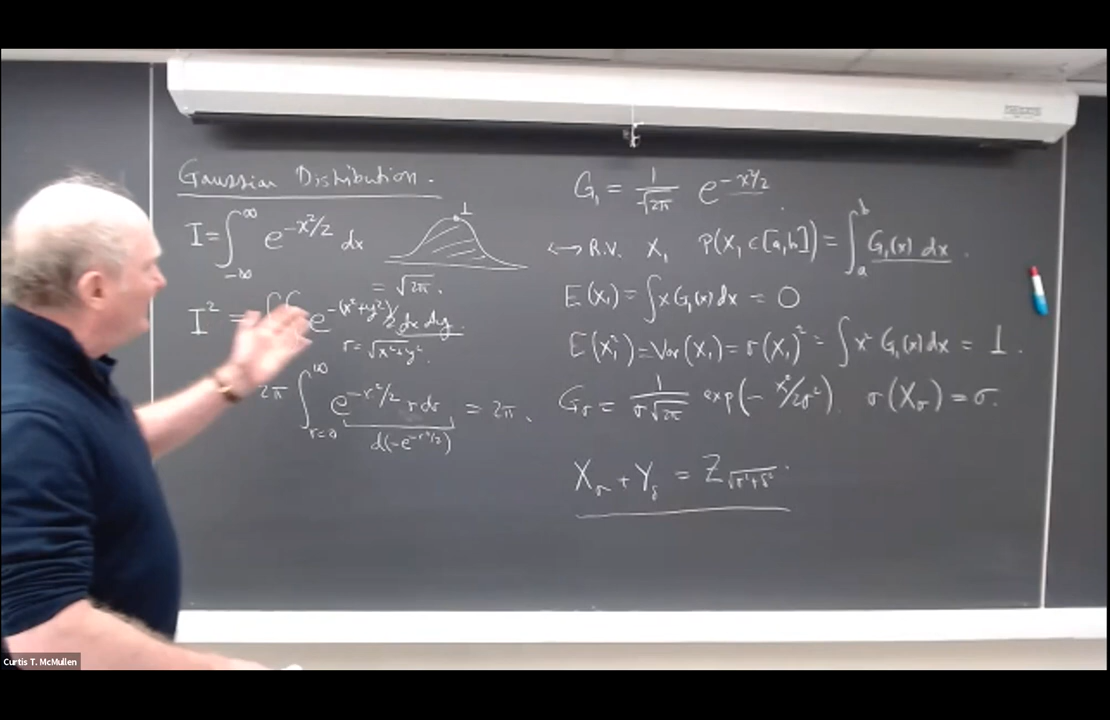 Gaussian Distribution.
I = ∫_{-∞}^{∞} e^{-x²/2} dx
1
= √2π.
I² = ∫∫ e^{-(x²+y²)/2} dx dy.
r = √x²+y².
2π ∫_{r=0}^{∞} e^{-r²/2} r dr = 2π.
d(-e^{-r²/2})
G₁ = 1/√2π e^{-x²/2}
↔ R.V. X₁ P(X₁ ∈ [a,b]) = ∫_a^b G₁(x) dx.
E(X₁) = ∫ x G₁(x) dx = 0
E(X₁²) = Var(X₁) = σ(X₁)² = ∫ x² G₁(x) dx = 1.
G_σ = 1/σ√2π exp(-x²/2σ²). σ(X_σ) = σ.
X_σ + Y_δ = Z_{√σ²+δ²}.
Curtis T. McMullen